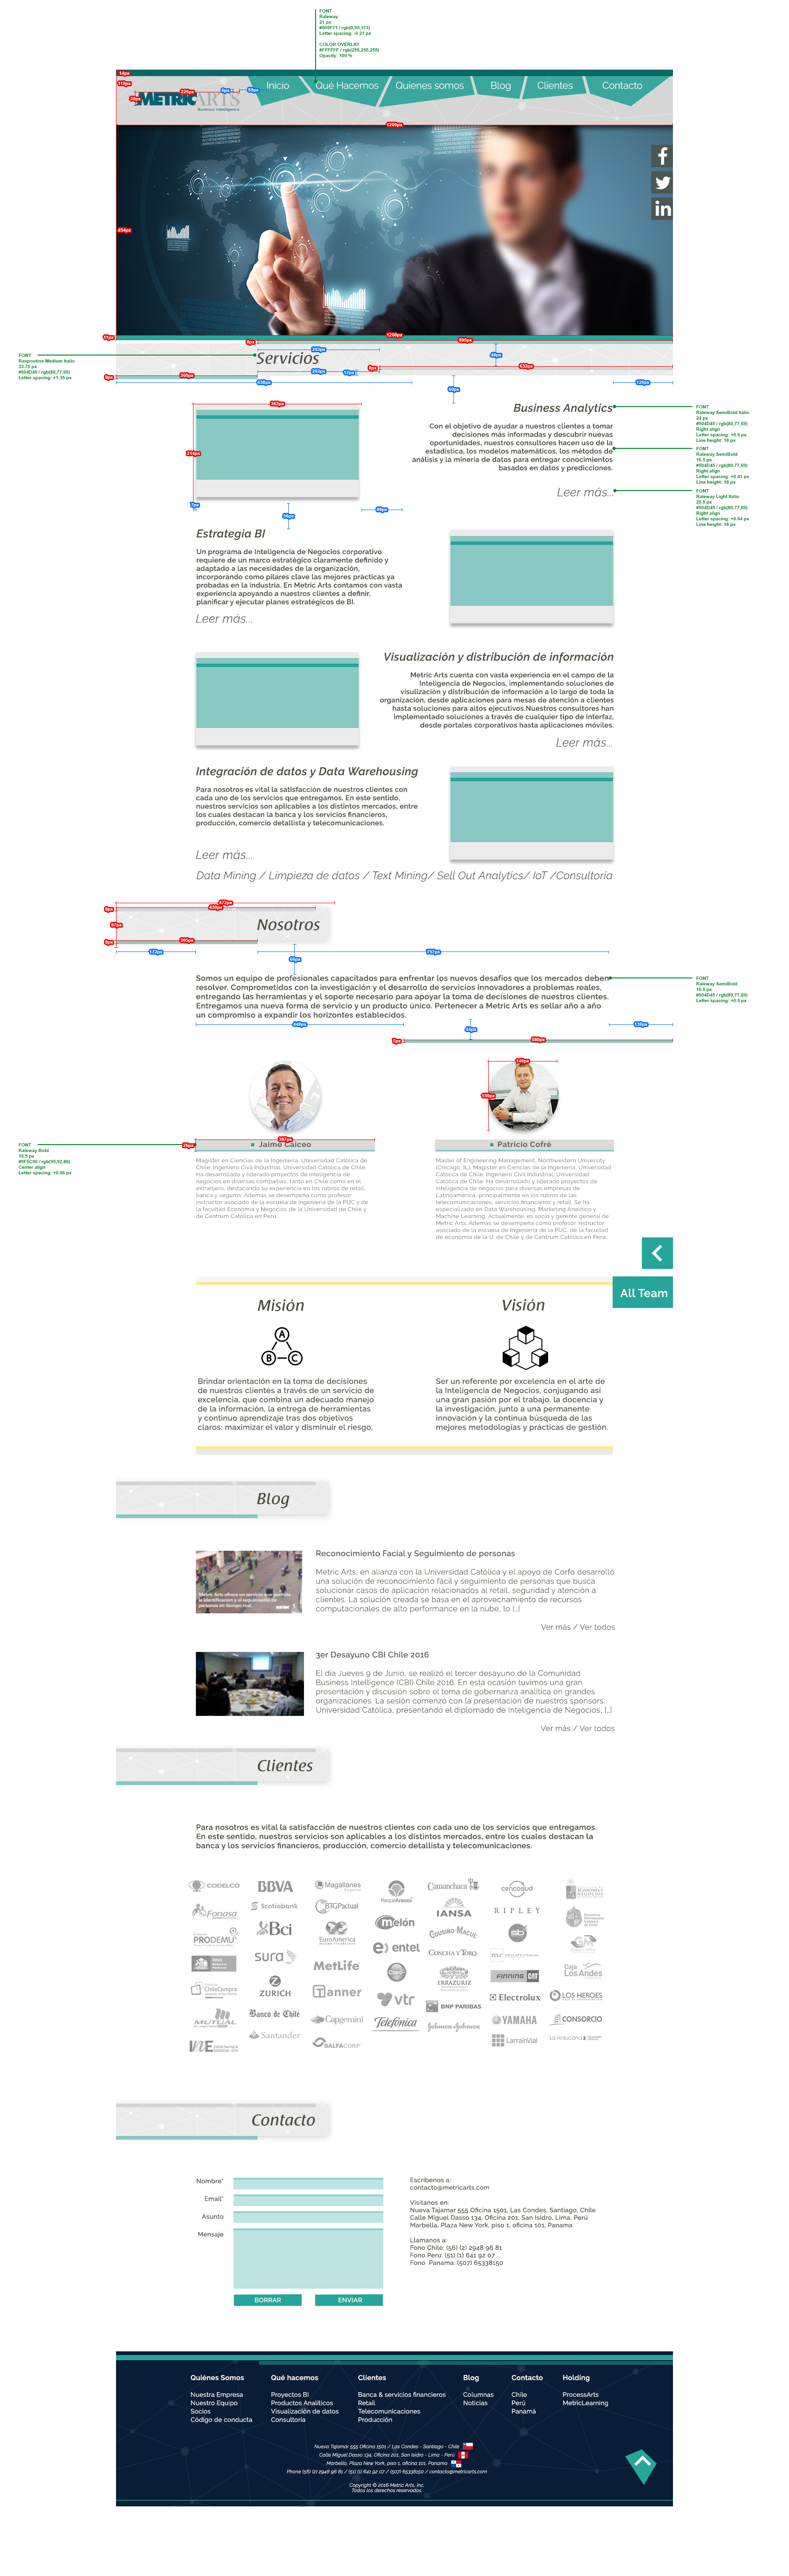 FONT
Raleway
21 px
Letter spacing: -0.21 px
COLOR OVERLAY
#FFFFFF / rgb(255,255,255)
Opacity: 100 %
Inicio
Qué Hacemos
Quienes somos
Blog
Clientes
Contacto
METRICARTS
Business Intelligence
1200px
454px
FONT
Raspoutine Medium Italic
33.75 px
#504D45 / rgb(80,77,69)
Letter spacing: +1.35 px
Servicios
Business Analytics
Con el objetivo de ayudar a nuestros clientes a tomar
decisiones más informadas y descubrir nuevas
oportunidades, nuestros consultores hacen uso de la
estadística, los modelos matemáticos, los métodos de
análisis y la minería de datos para entregar conocimientos
basados en datos y predicciones.
Leer más...
FONT
Raleway SemiBold Italic
24 px
#504D45 / rgb(80,77,69)
Right align
Line height: 18 px
FONT
Raleway SemiBold
16.5 px
#504D45 / rgb(80,77,69)
Right align
Letter spacing: +0.41 px
Line height: 18 px
FONT
Raleway Light Italic
25.5 px
#504D45 / rgb(80,77,69)
Right align
Letter spacing: +0.64 px
Line height: 18 px
Estrategia BI
Un programa de Inteligencia de Negocios corporativo
requiere de un marco estratégico claramente definido y
adaptado a las necesidades de la organización,
incorporando como pilares clave las mejores prácticas ya
probadas en la industria. En Metric Arts contamos con vasta
experiencia apoyando a nuestros clientes a definir,
planificar y ejecutar planes estratégicos de BI.
Leer más...
Visualización y distribución de información
Metric Arts cuenta con vasta experiencia en el campo de la
Inteligencia de Negocios, implementando soluciones de
visulización y distribución de información a lo largo de toda la
organización, desde aplicaciones para mesas de atención a clientes
hasta soluciones para altos ejecutivos.Nuestros consultores han
implementado soluciones a través de cualquier tipo de interfaz,
desde portales corporativos hasta aplicaciones móviles.
Leer más...
Integración de datos y Data Warehousing
Para nosotros es vital la satisfacción de nuestros clientes con
cada uno de los servicios que entregamos. En este sentido,
nuestros servicios son aplicables a los distintos mercados, entre
los cuales destacan la banca y los servicios financieros,
producción, comercio detallista y telecomunicaciones.
Leer más...
Data Mining / Limpieza de datos / Text Mining/ Sell Out Analytics/ IoT /Consultoría
Nosotros
Somos un equipo de profesionales capacitados para enfrentar los nuevos desafíos que los mercados deben
resolver. Comprometidos con la investigación y el desarrollo de servicios innovadores a problemas reales,
entregando las herramientas y el soporte necesario para apoyar la toma de decisiones a nuestros clientes.
Entregamos una nueva forma de servicio y un producto único. Pertenecer a Metric Arts es sellar año a año
un compromiso a expandir los horizontes establecidos.
FONT
Raleway SemiBold
16.5 px
#504D45 / rgb(80,77,69)
Letter spacing: +0.5 px
FONT
Raleway Bold
16.5 px
Center align
Letter spacing: +0.66 px
Jaime Caiceo
Magíster en Ciencias de la Ingeniería, Universidad Católica de
Chile, Ingeniero Civil Industrial, Universidad Católica de Chile.
Ha desarrollado y liderado proyectos de inteligencia de
negocios en diversas compañías, tanto en Chile como en el
extranjero, destacando su experiencia en los rubros de retail,
banca y seguros. Además se desempeña como profesor
instructor asociado de la escuela de ingeniería de la PUC y de
la facultad Economía y Negocios de la Universidad de Chile y
de Centrum Católica en Perú.
Patricio Cofré
Master of Engineering Management, Northwestern University
(Chicago, IL), Magíster en Ciencias de la Ingeniería, Universidad
Católica de Chile, Ingeniero Civil Industrial, Universidad
Católica de Chile. Ha desarrollado y liderado proyectos de
inteligencia de negocios para diversas empresas de
Latinoamérica, principalmente en los rubros de las
telecomunicaciones, servicios financieros y retail. Se ha
especializado en Data Warehousing, Marketing Analítico y
Machine Learning. Actualmente, es socio y gerente general de
Metric Arts. Además se desempeña como profesor instructor
asociado de la escuela de Ingeniería de la PUC, de la facultad
de economía de la U. de Chile y de Centrum Católica en Perú.
All Team
Misión
A
B
C
Brindar orientación en la toma de decisiones
de nuestros clientes a través de un servicio de
excelencia, que combina un adecuado manejo
de la información, la entrega de herramientas
y continuo aprendizaje tras dos objetivos
claros: maximizar el valor y disminuir el riesgo.
Visión
Ser un referente por excelencia en el arte de
la Inteligencia de Negocios, conjugando así
una gran pasión por el trabajo, la docencia y
la investigación, junto a una permanente
innovación y la continua búsqueda de las
mejores metodologías y prácticas de gestión.
Blog
Reconocimiento Facial y Seguimiento de personas
Metric Arts, en alianza con la Universidad Católica y el apoyo de Corfo desarrolló
una solución de reconocimiento fácil y seguimiento de personas que busca
solucionar casos de aplicación relacionados al retail, seguridad y atención a
clientes. La solución creada se basa en el aprovechamiento de recursos
computacionales de alto performance en la nube, lo [..]
Ver más / Ver todos
3er Desayuno CBI Chile 2016
El día Jueves 9 de Junio, se realizó el tercer desayuno de la Comunidad
Business Intelligence (CBI) Chile 2016. En esta ocasión tuvimos una gran
presentación y discusión sobre el tema de gobernanza analítica en grandes
organizaciones. La sesión comenzó con la presentación de nuestros sponsors:
Universidad Católica, presentando el diplomado de Inteligencia de Negocios, [..]
Ver más / Ver todos
Clientes
Para nosotros es vital la satisfacción de nuestros clientes con cada uno de los servicios que entregamos.
En este sentido, nuestros servicios son aplicables a los distintos mercados, entre los cuales destacan la
banca y los servicios financieros, producción, comercio detallista y telecomunicaciones.
CODELCO
BBVA
Magallanes
ParqueArauco
Camanchaca
cencosud
Fonasa
Scotiabank
BTGPactual
IANSA
RIPLEY
PRODEMU
Bci
EuroAmerica
melón
Cousiño-Macul
sb
sura
MetLife
entel
Concha y Toro
Caja Los Andes
ChileCompra
ZURICH
Tanner
Claro
ERRAZURIZ
FINNING CAT
MUTUAL
Banco de Chile
Capgemini
vtr
BNP PARIBAS
Electrolux
LOS HEROES
INE
Santander
SALFACORP
Telefónica
Johnson & Johnson
YAMAHA
CONSORCIO
LarrainVial
La Araucana
Contacto
Nombre*
Email*
Asunto
Mensaje
BORRAR
ENVIAR
Escríbenos a:
contacto@metricarts.com
Visítanos en:
Nueva Tajamar 555 Oficina 1501, Las Condes, Santiago, Chile
Calle Miguel Dasso 134, Oficina 201, San Isidro, Lima, Perú
Marbella, Plaza New York, piso 1, oficina 101, Panama
Llamanos a:
Fono Chile: (56) (2) 2948 96 81
Fono Peru: (51) (1) 641 92 07
Fono Panama: (507) 65338150
Quiénes Somos
Nuestra Empresa
Nuestro Equipo
Socios
Código de conducta
Qué hacemos
Proyectos BI
Productos Analíticos
Visualización de datos
Consultoría
Clientes
Banca & servicios financieros
Retail
Telecomunicaciones
Producción
Blog
Columnas
Noticias
Contacto
Chile
Perú
Panamá
Holding
ProcessArts
MetricLearning
Nueva Tajamar 555 Oficina 1501 / Las Condes - Santiago - Chile
Calle Miguel Dasso 134, Oficina 201, San Isidro - Lima - Perú
Marbella, Plaza New York, piso 1, oficina 101, Panama
Phone (56) (2) 2948 96 81 / (51) (1) 641 92 07 / (507) 65338150 / contacto@metricarts.com
Copyright © 2016 Metric Arts, Inc.
Todos los derechos reservados.